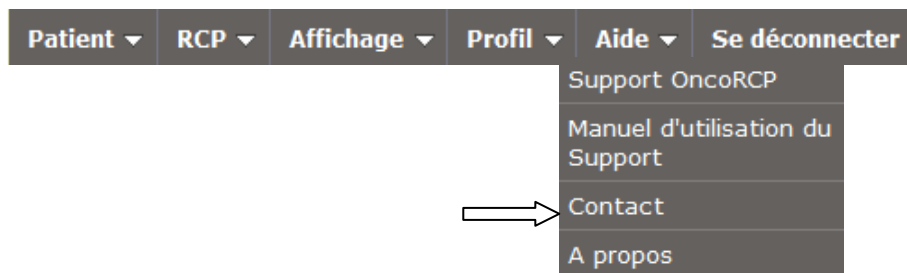 Patient RCP Affichage Profil Aide Se déconnecter
Support OncoRCP
Manuel d'utilisation du
Support
Contact
A propos